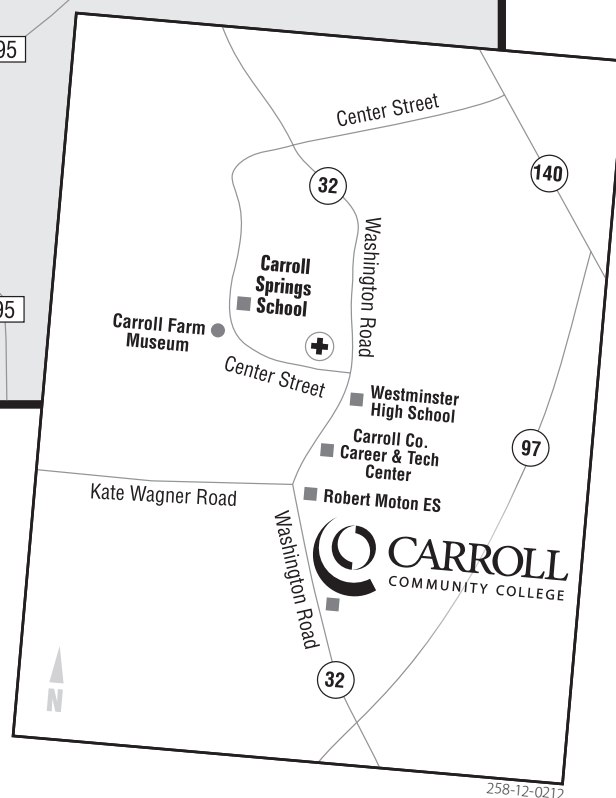 95
Center Street
140
32
Washington Road
Carroll
Springs
School
95
Carroll Farm
Museum
Center Street
Westminster
High School
Carroll Co.
Career & Tech
Center
97
Kate Wagner Road
Robert Moton ES
Washington Road
CARROLL
COMMUNITY COLLEGE
32
N
258-12-0212